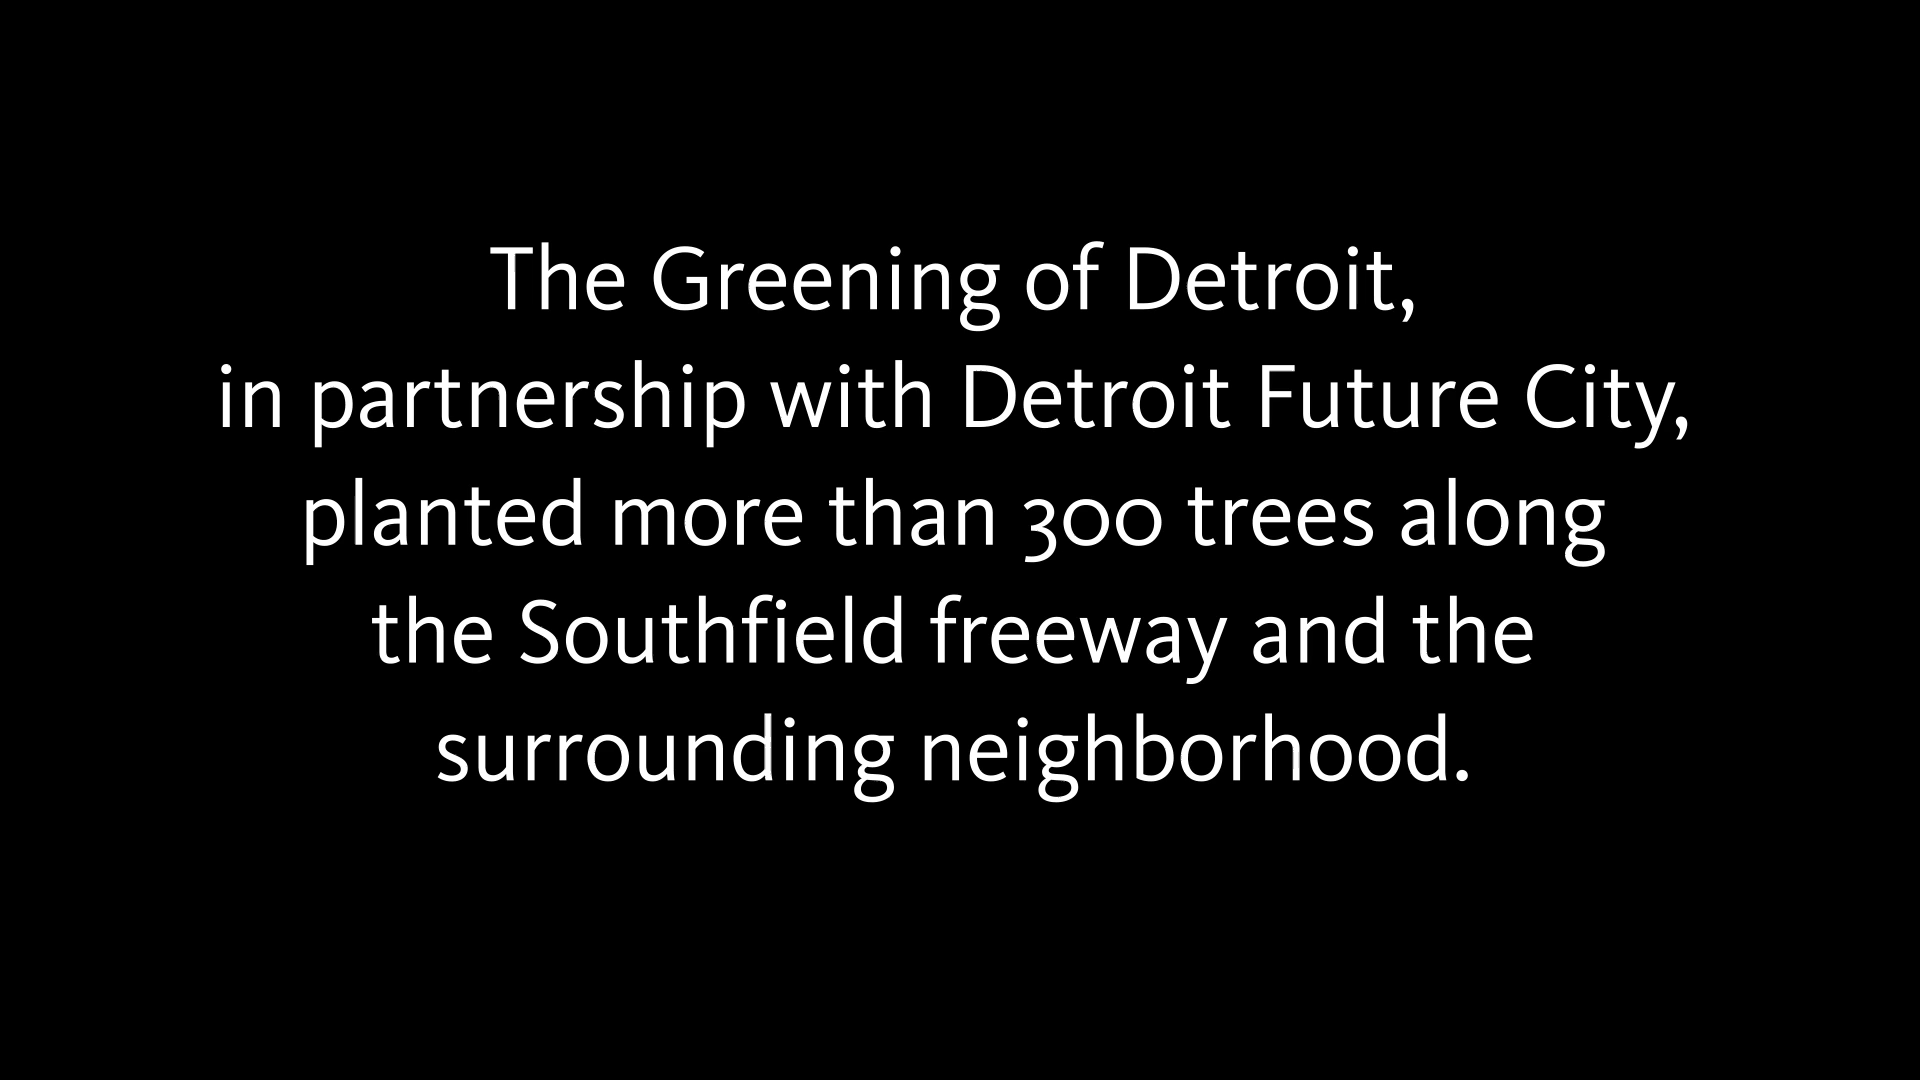 The Greening of Detroit,
in partnership with Detroit Future City,
planted more than 300 trees along
the Southfield freeway and the
surrounding neighborhood.